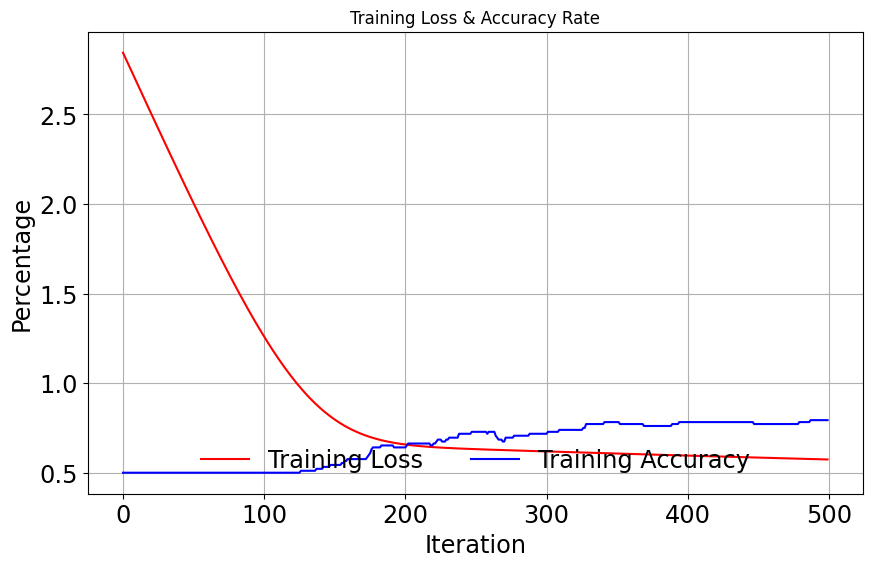 Training Loss & Accuracy Rate
Percentage
2.5
2.0
1.5
1.0
0.5
Training Loss
Training Accuracy
0 100 200 300 400 500
Iteration